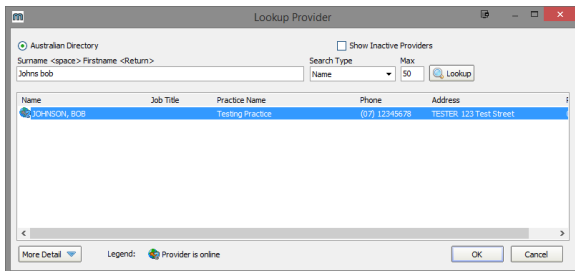 m Lookup Provider
Australian Directory Show Inactive Providers
Surname <space> Firstname <Return> Search Type Max
Johns bob Name 50 Lookup
Name Job Title Practice Name Phone Address
JOHNSON, BOB Testing Practice (07) 12345678 TESTER 123 Test Street
More Detail Legend: Provider is online OK Cancel